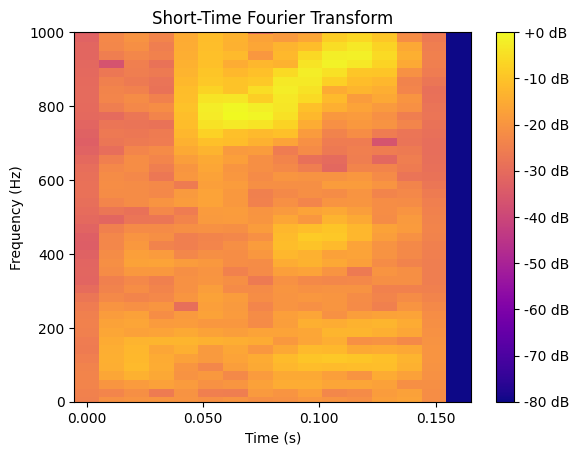 Short-Time Fourier Transform
1000
800
600
400
200
0
Frequency (Hz)
0.000
0.050
0.100
0.150
Time (s)
+0 dB
-10 dB
-20 dB
-30 dB
-40 dB
-50 dB
-60 dB
-70 dB
-80 dB